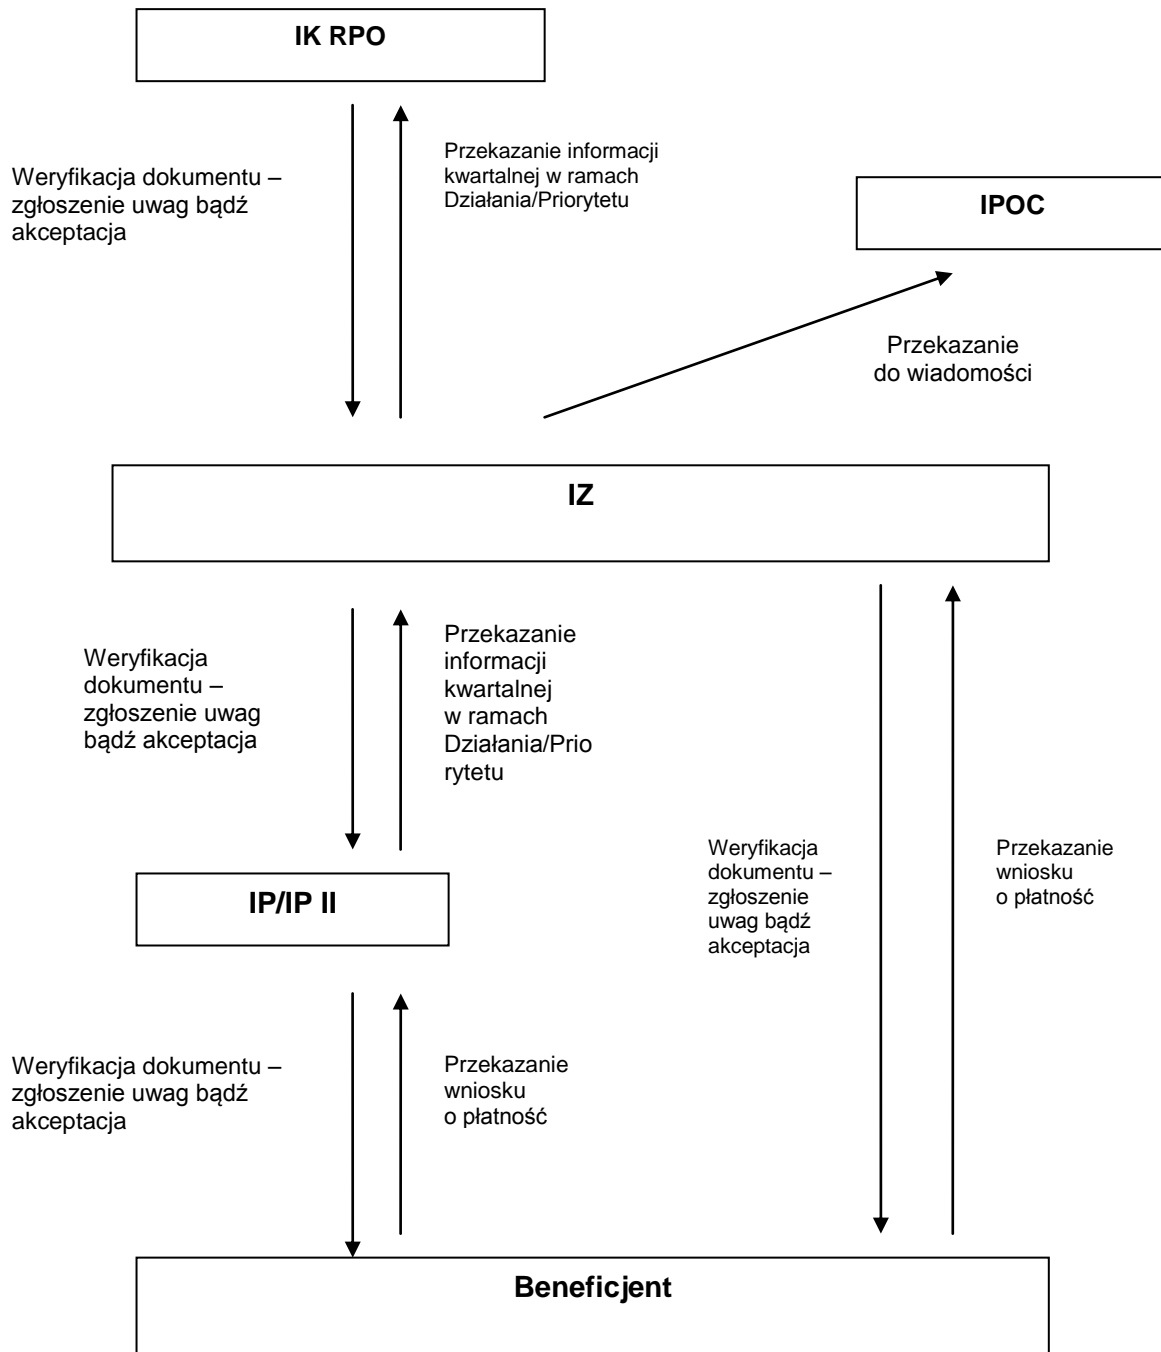 IK RPO
Weryfikacja dokumentu –
zgłoszenie uwag bądź
akceptacja
Przekazanie informacji
kwartalnej w ramach
Działania/Priorytetu
IPOC
Przekazanie
do wiadomości
IZ
Weryfikacja
dokumentu –
zgłoszenie uwag
bądź akceptacja
Przekazanie
informacji
kwartalnej
w ramach
Działania/Prio
rytetu
Weryfikacja
dokumentu –
zgłoszenie
uwag bądź
akceptacja
Przekazanie
wniosku
o płatność
IP/IP II
Weryfikacja dokumentu –
zgłoszenie uwag bądź
akceptacja
Przekazanie
wniosku
o płatność
Beneficjent